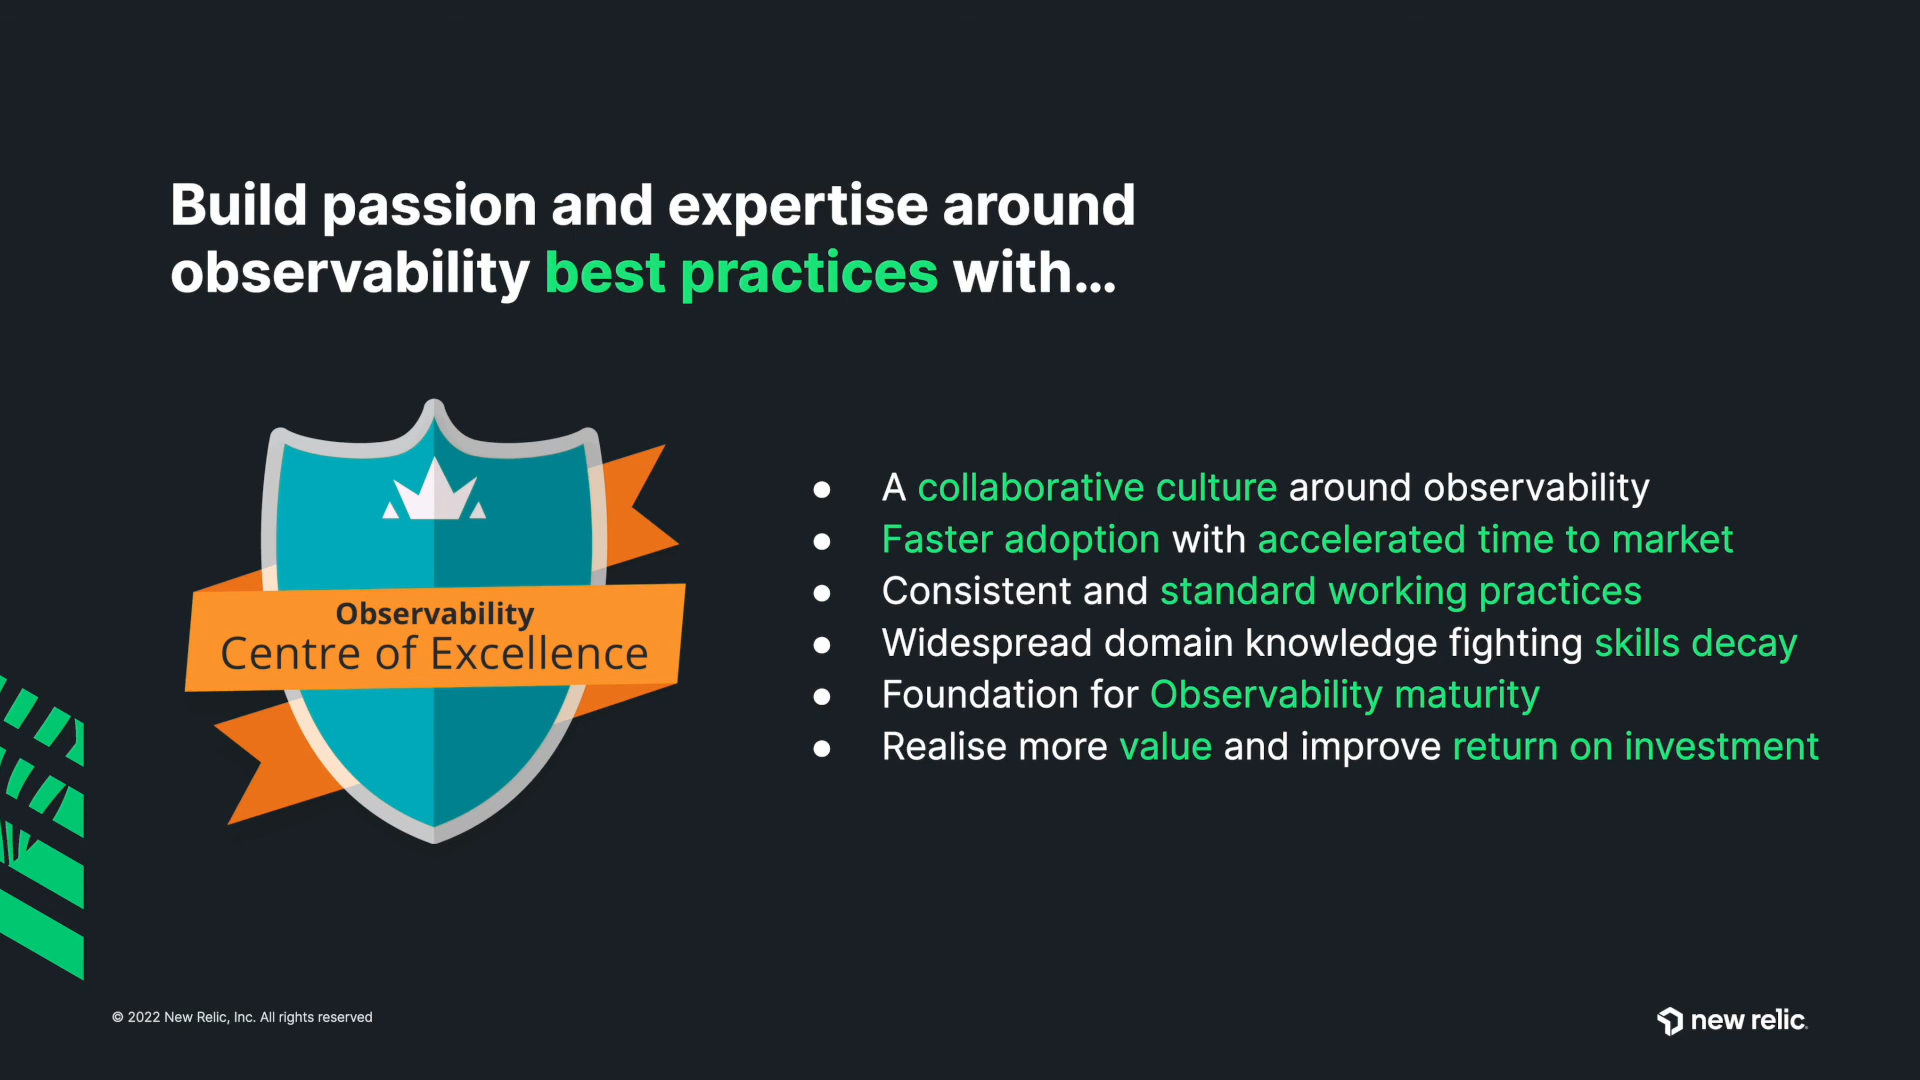 Build passion and expertise around
observability best practices with...
Observability
Centre of Excellence
● A collaborative culture around observability
● Faster adoption with accelerated time to market
● Consistent and standard working practices
● Widespread domain knowledge fighting skills decay
● Foundation for Observability maturity
● Realise more value and improve return on investment
© 2022 New Relic, Inc. All rights reserved
new relic.